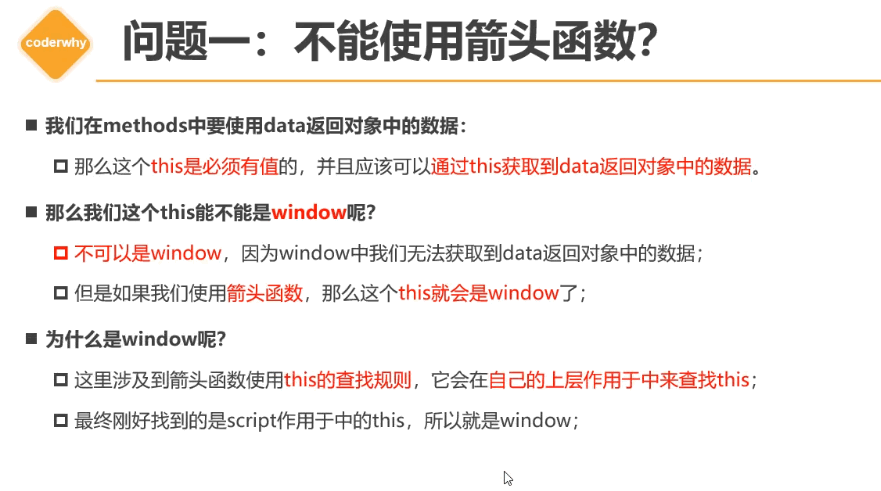 coderwhy
问题一：不能使用箭头函数？
我们在methods中要使用data返回对象中的数据：
那么这个this是必须有值的，并且应该可以通过this获取到data返回对象中的数据。
那么我们这个this能不能是window呢？
不可以是window，因为window中我们无法获取到data返回对象中的数据；
但是如果我们使用箭头函数，那么这个this就会是window了；
为什么是window呢？
这里涉及到箭头函数使用this的查找规则，它会在自己的上层作用于中来查找this；
最终刚好找到的是script作用于中的this，所以就是window；